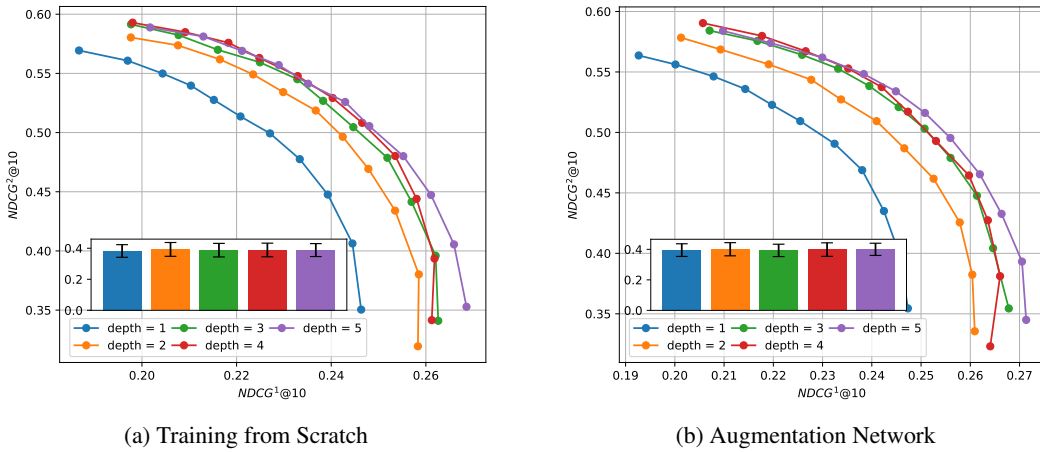 0.60
0.55
0.50
0.45
0.40
0.35
NDCG²@10
0.4
0.2
0.0
depth = 1
depth = 2
depth = 3
depth = 4
depth = 5
0.20 0.22 0.24 0.26
NDCG¹@10
(a) Training from Scratch
0.60
0.55
0.50
0.45
0.40
0.35
NDCG²@10
0.4
0.2
0.0
depth = 1
depth = 2
depth = 3
depth = 4
depth = 5
0.19 0.20 0.21 0.22 0.23 0.24 0.25 0.26 0.27
NDCG¹@10
(b) Augmentation Network